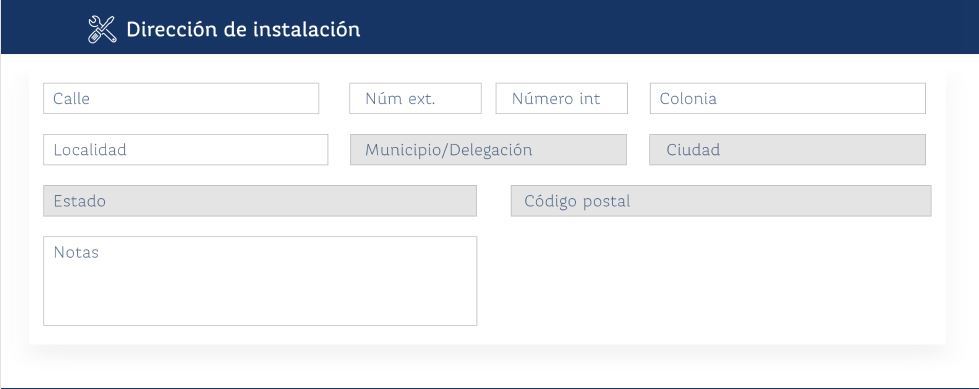 Dirección de instalación
Calle Núm ext. Número int Colonia
Localidad Municipio/Delegación Ciudad
Estado Código postal
Notas